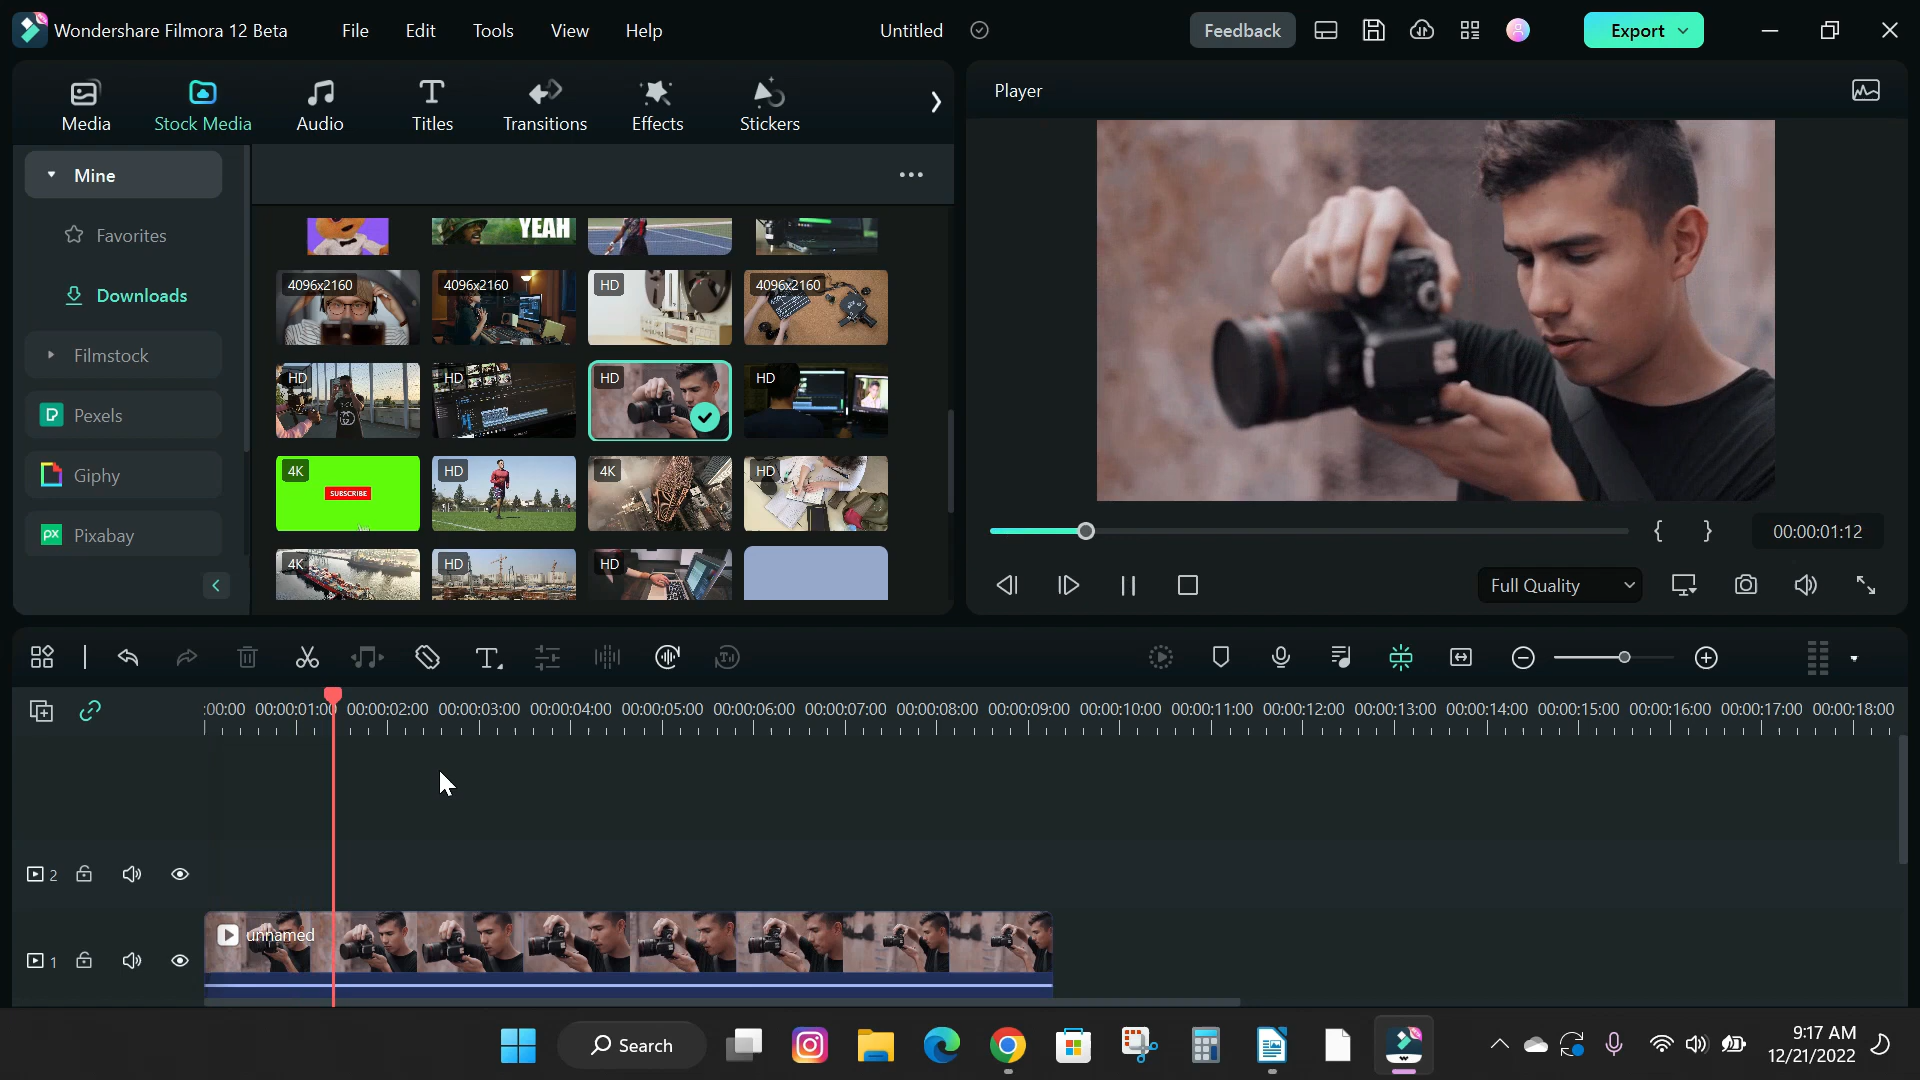 Wondershare Filmora 12 Beta
File
Edit
Tools
View
Help
Untitled
Feedback
Export
Media
Stock Media
Audio
Titles
Transitions
Effects
Stickers
Player
Mine
Favorites
Downloads
Filmstock
Pexels
Giphy
px Pixabay
YEAH
4096x2160
4096x2160
HD
4096x2160
HD
HD
HD
HD
4K
SUBSCRIBE
HD
4K
HD
4K
HD
HD
00:00:01:12
Full Quality
:00:00 00:00:01:00 00:00:02:00 00:00:03:00 00:00:04:00 00:00:05:00 00:00:06:00 00:00:07:00 00:00:08:00 00:00:09:00 00:00:10:00 00:00:11:00 00:00:12:00 00:00:13:00 00:00:14:00 00:00:15:00 00:00:16:00 00:00:17:00 00:00:18:00
2
unnamed
1
Search
9:17 AM
12/21/2022